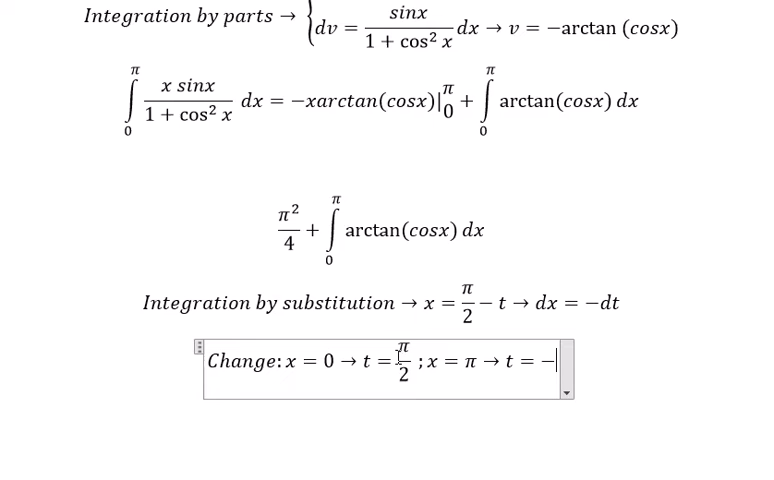 Integration by parts → { dv = sinx / (1 + cos² x) dx → v = −arctan (cosx)
∫₀^π x sinx / (1 + cos² x) dx = −xarctan(cosx)|₀^π + ∫₀^π arctan(cosx) dx
π²/4 + ∫₀^π arctan(cosx) dx
Integration by substitution → x = π/2 − t → dx = −dt
Change: x = 0 → t = π/2 ; x = π → t = −